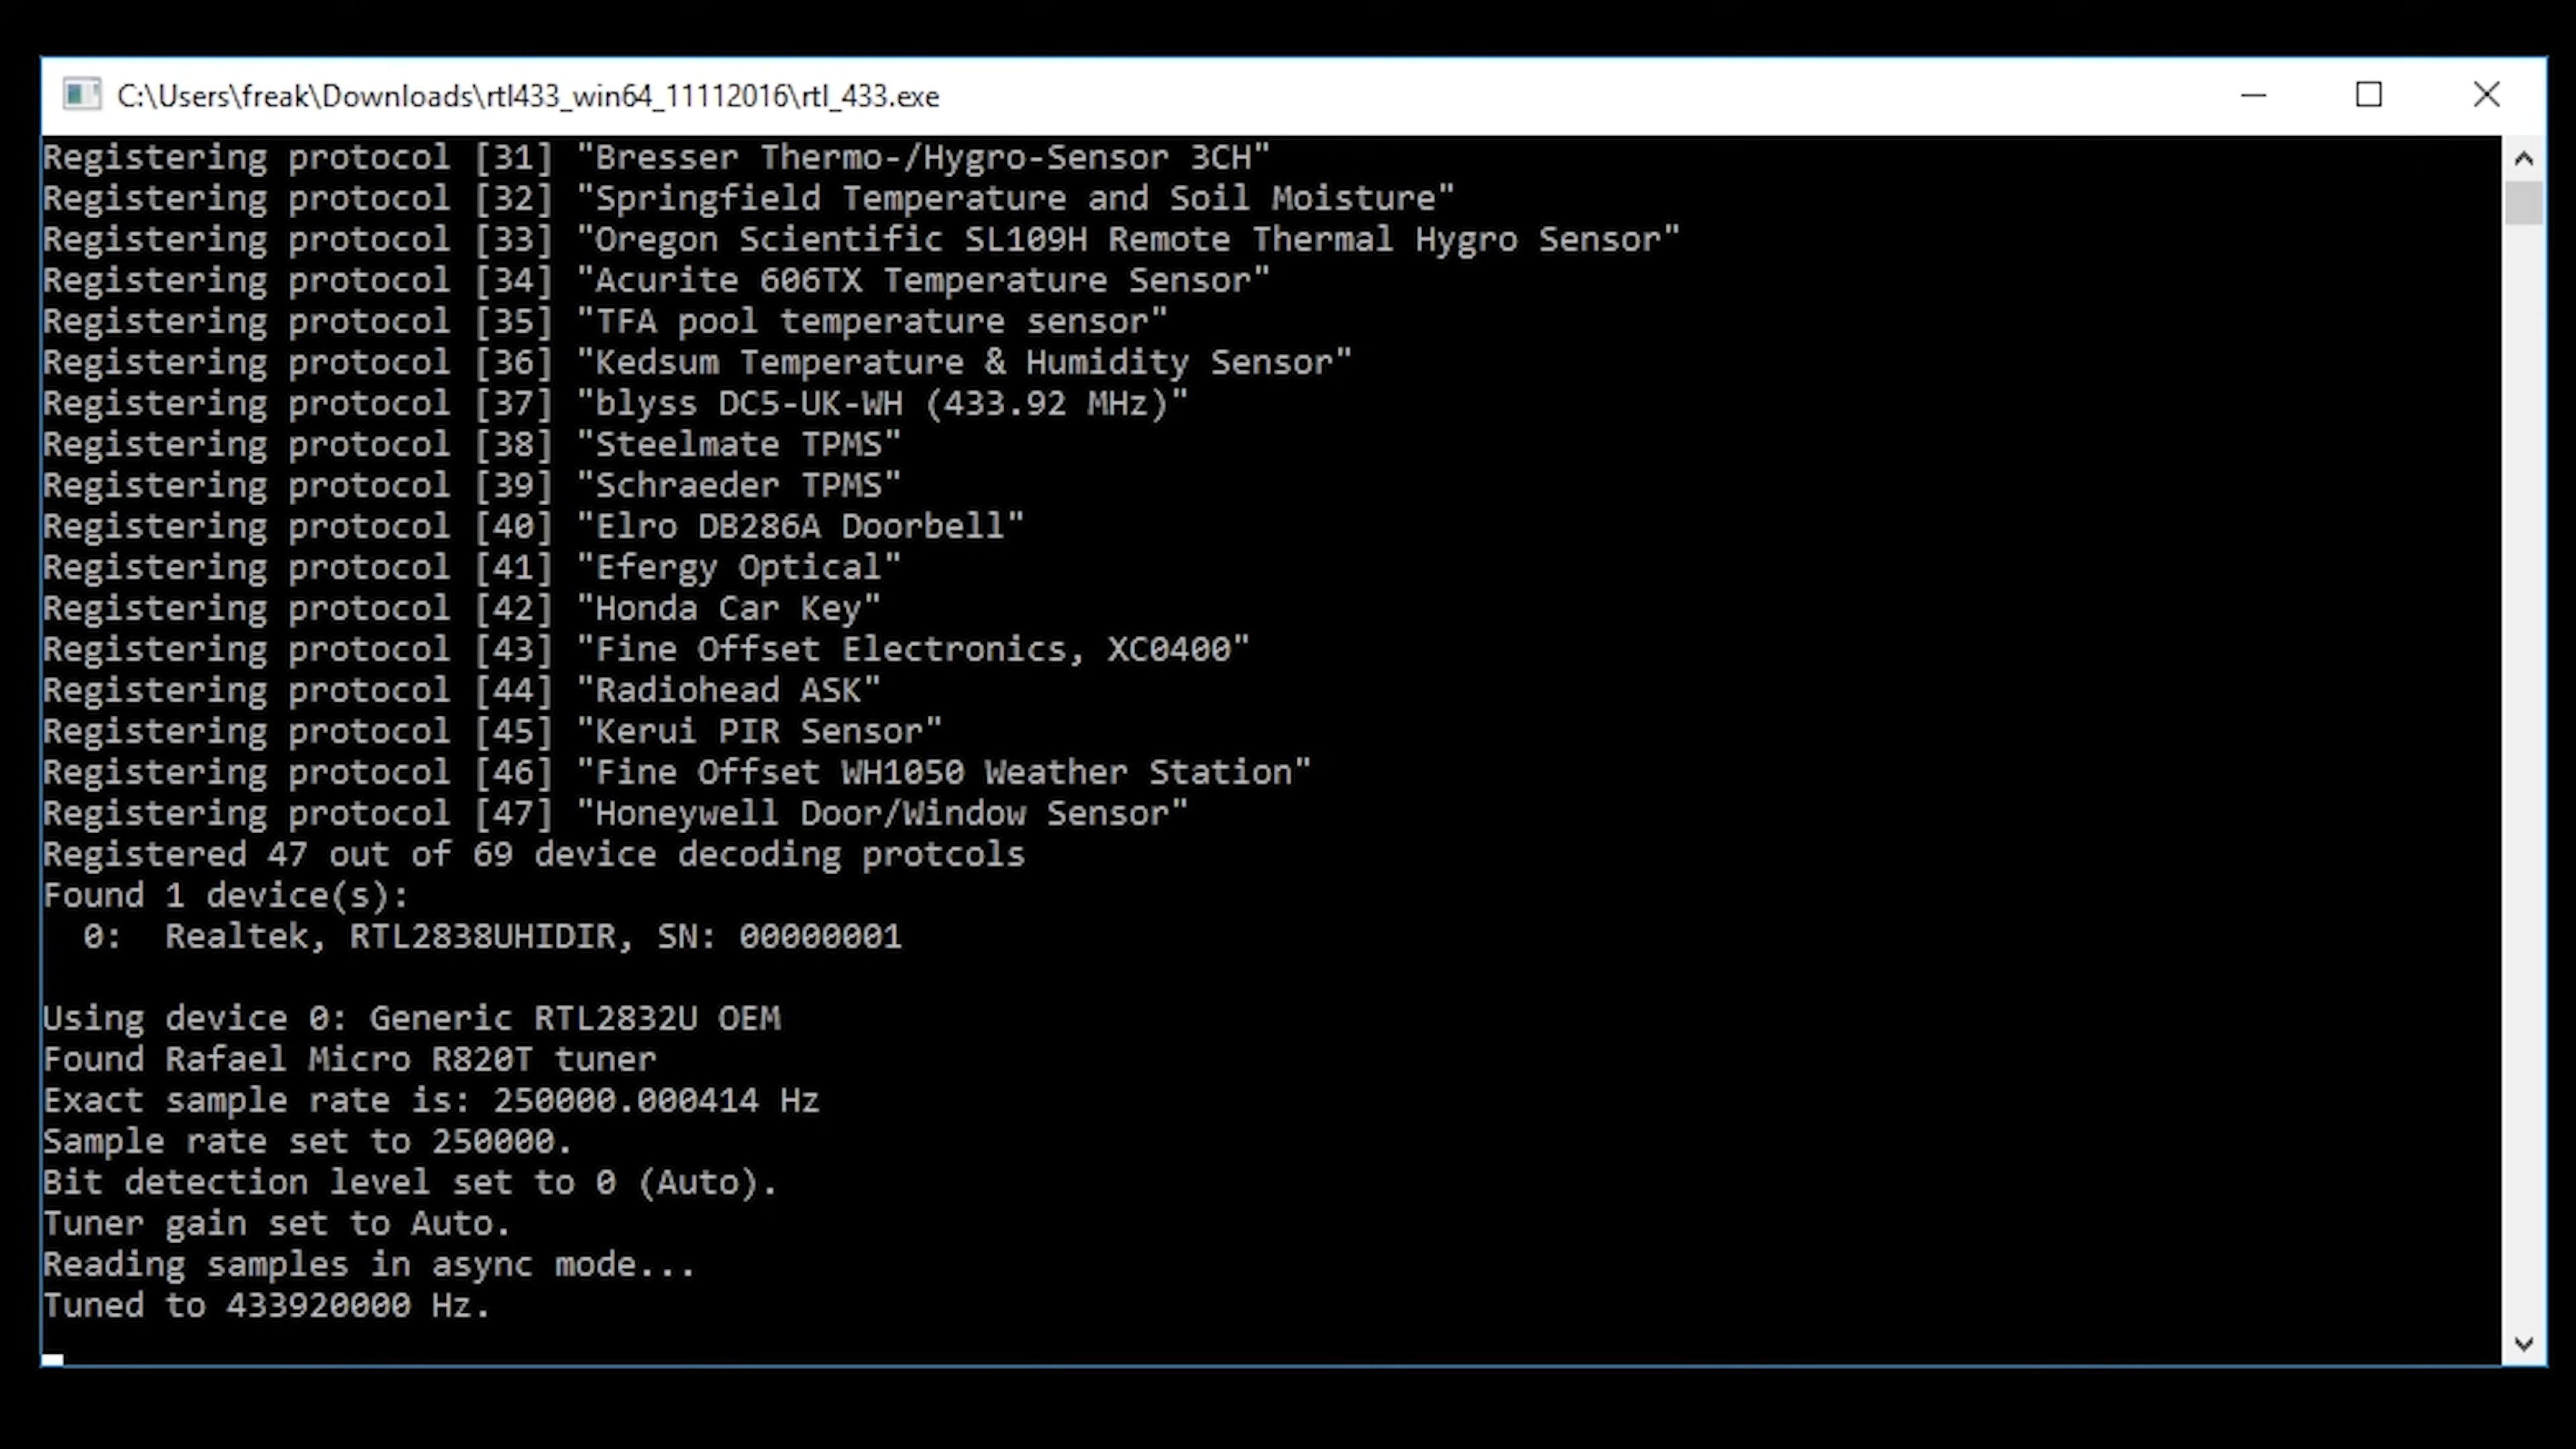 C:\Users\freak\Downloads\rtl433_win64_11112016\rtl_433.exe
Registering protocol [31] "Bresser Thermo-/Hygro-Sensor 3CH"
Registering protocol [32] "Springfield Temperature and Soil Moisture"
Registering protocol [33] "Oregon Scientific SL109H Remote Thermal Hygro Sensor"
Registering protocol [34] "Acurite 606TX Temperature Sensor"
Registering protocol [35] "TFA pool temperature sensor"
Registering protocol [36] "Kedsum Temperature & Humidity Sensor"
Registering protocol [37] "blyss DC5-UK-WH (433.92 MHz)"
Registering protocol [38] "Steelmate TPMS"
Registering protocol [39] "Schraeder TPMS"
Registering protocol [40] "Elro DB286A Doorbell"
Registering protocol [41] "Efergy Optical"
Registering protocol [42] "Honda Car Key"
Registering protocol [43] "Fine Offset Electronics, XC0400"
Registering protocol [44] "Radiohead ASK"
Registering protocol [45] "Kerui PIR Sensor"
Registering protocol [46] "Fine Offset WH1050 Weather Station"
Registering protocol [47] "Honeywell Door/Window Sensor"
Registered 47 out of 69 device decoding protcols
Found 1 device(s):
  0:  Realtek, RTL2838UHIDIR, SN: 00000001
Using device 0: Generic RTL2832U OEM
Found Rafael Micro R820T tuner
Exact sample rate is: 250000.000414 Hz
Sample rate set to 250000.
Bit detection level set to 0 (Auto).
Tuner gain set to Auto.
Reading samples in async mode...
Tuned to 433920000 Hz.